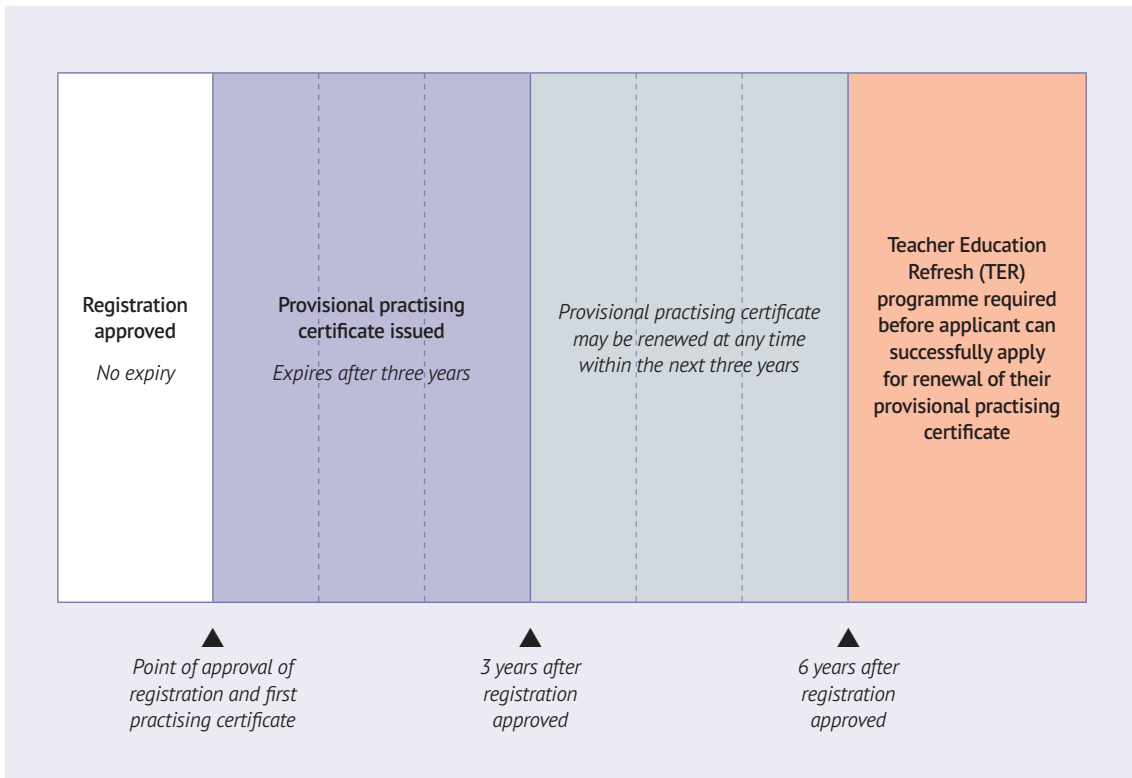 Registration
approved
No expiry
Provisional practising
certificate issued
Expires after three years
Provisional practising certificate
may be renewed at any time
within the next three years
Teacher Education
Refresh (TER)
programme required
before applicant can
successfully apply
for renewal of their
provisional practising
certificate
Point of approval of
registration and first
practising certificate
3 years after
registration
approved
6 years after
registration
approved